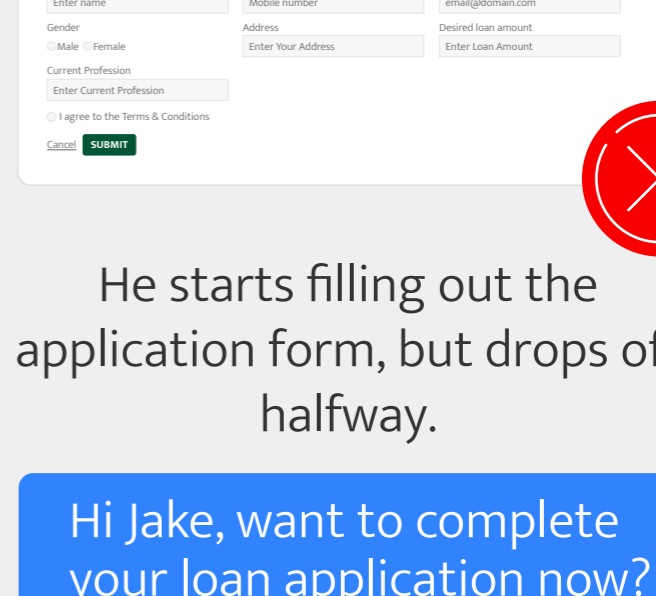 Enter name Mobile number email@domain.com
Gender Address Desired loan amount
Male Female Enter Your Address Enter Loan Amount
Current Profession
Enter Current Profession
I agree to the Terms & Conditions
Cancel SUBMIT
He starts filling out the
application form, but drops of
halfway.
Hi Jake, want to complete
your loan application now?